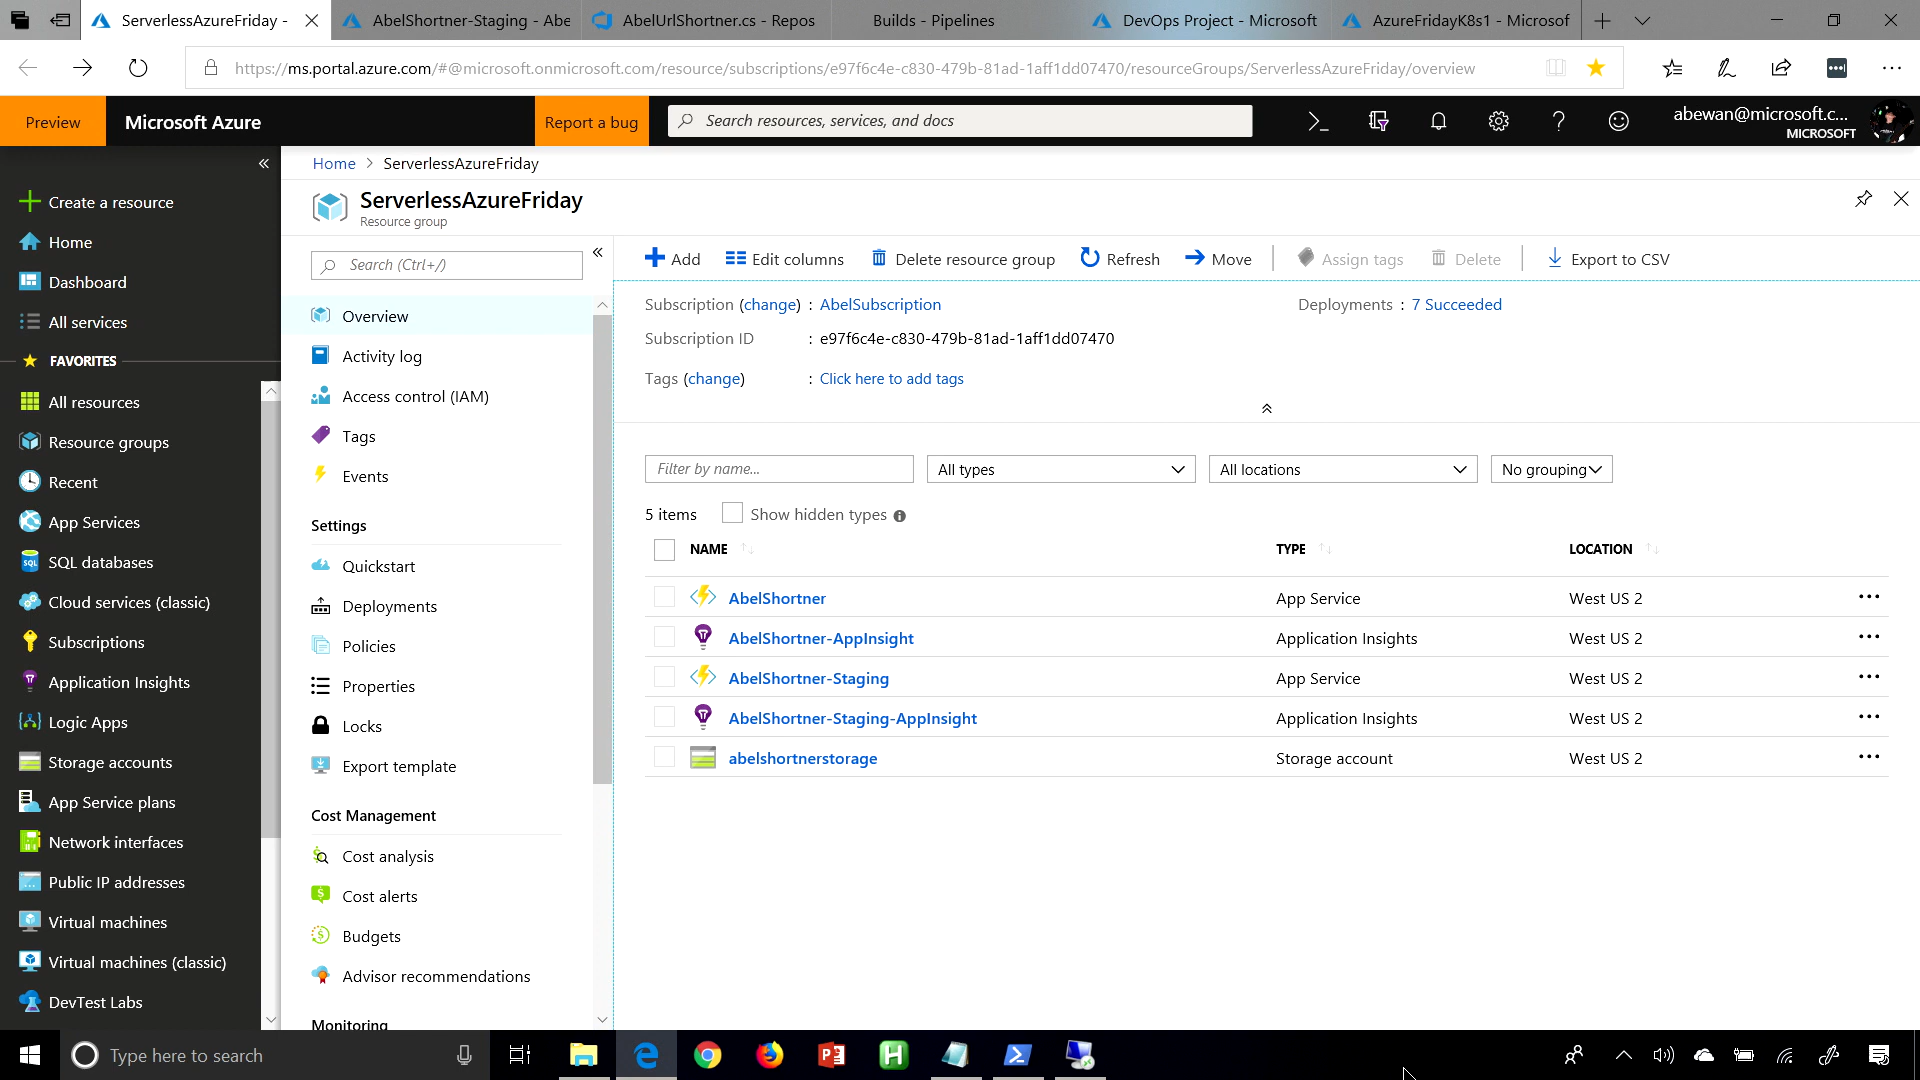 ServerlessAzureFriday -
AbelShortner-Staging - Abe
AbelUrlShortner.cs - Repos
Builds - Pipelines
DevOps Project - Microsoft
AzureFridayK8s1 - Microsof
https://ms.portal.azure.com/#@microsoft.onmicrosoft.com/resource/subscriptions/e97f6c4e-c830-479b-81ad-1aff1dd07470/resourceGroups/ServerlessAzureFriday/overview
Preview
Microsoft Azure
Report a bug
Search resources, services, and docs
abewan@microsoft.c...
MICROSOFT
Create a resource
Home
Dashboard
All services
FAVORITES
All resources
Resource groups
Recent
App Services
SQL databases
Cloud services (classic)
Subscriptions
Application Insights
Logic Apps
Storage accounts
App Service plans
Network interfaces
Public IP addresses
Virtual machines
Virtual machines (classic)
DevTest Labs
Home > ServerlessAzureFriday
ServerlessAzureFriday
Resource group
Search (Ctrl+/)
Overview
Activity log
Access control (IAM)
Tags
Events
Settings
Quickstart
Deployments
Policies
Properties
Locks
Export template
Cost Management
Cost analysis
Cost alerts
Budgets
Advisor recommendations
Monitoring
Add
Edit columns
Delete resource group
Refresh
Move
Assign tags
Delete
Export to CSV
Subscription (change) : AbelSubscription
Deployments : 7 Succeeded
Subscription ID : e97f6c4e-c830-479b-81ad-1aff1dd07470
Tags (change) : Click here to add tags
Filter by name...
All types
All locations
No grouping
5 items
Show hidden types
NAME TYPE LOCATION
AbelShortner App Service West US 2
AbelShortner-AppInsight Application Insights West US 2
AbelShortner-Staging App Service West US 2
AbelShortner-Staging-AppInsight Application Insights West US 2
abelshortnerstorage Storage account West US 2
Type here to search